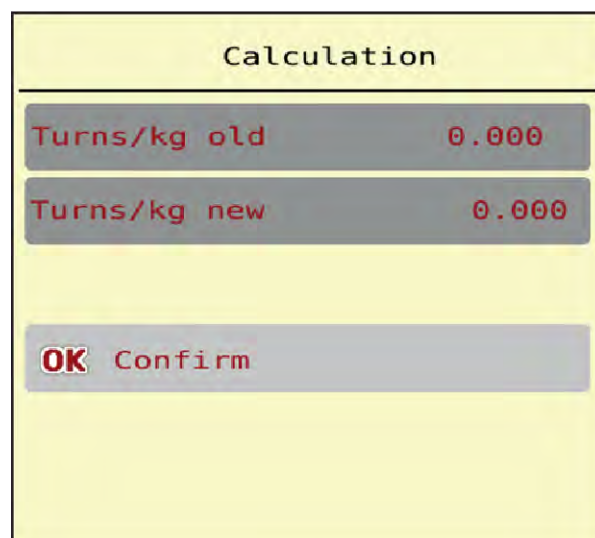 Calculation
Turns/kg old 0.000
Turns/kg new 0.000
OK Confirm